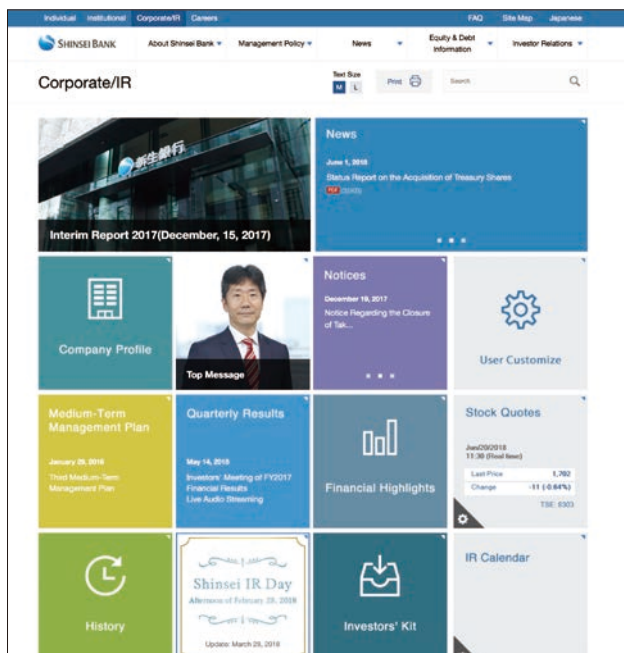 Individual Institutional Corporate/IR Careers FAQ Site Map Japanese
SHINSEI BANK About Shinsei Bank Management Policy News Equity & Debt Information Investor Relations
Corporate/IR
Text Size
M L
Print
Search
新生銀行
Interim Report 2017(December, 15, 2017)
News
June 1, 2018
Status Report on the Acquisition of Treasury Shares
PDF
Company Profile
Top Message
Notices
December 19, 2017
Notice Regarding the Closure
of Tak...
User Customize
Medium-Term
Management Plan
January 29, 2016
Third Medium-Term
Management Plan
Quarterly Results
May 14, 2018
Investors' Meeting of FY2017
Financial Results
Live Audio Streaming
Financial Highlights
Stock Quotes
Jun/20/2018
11:30 (Real time)
Last Price 1,702
Change -11 (-0.64%)
TSE: 8303
History
Shinsei IR Day
Afternoon of February 28, 2018
Update: March 28, 2018
Investors' Kit
IR Calendar